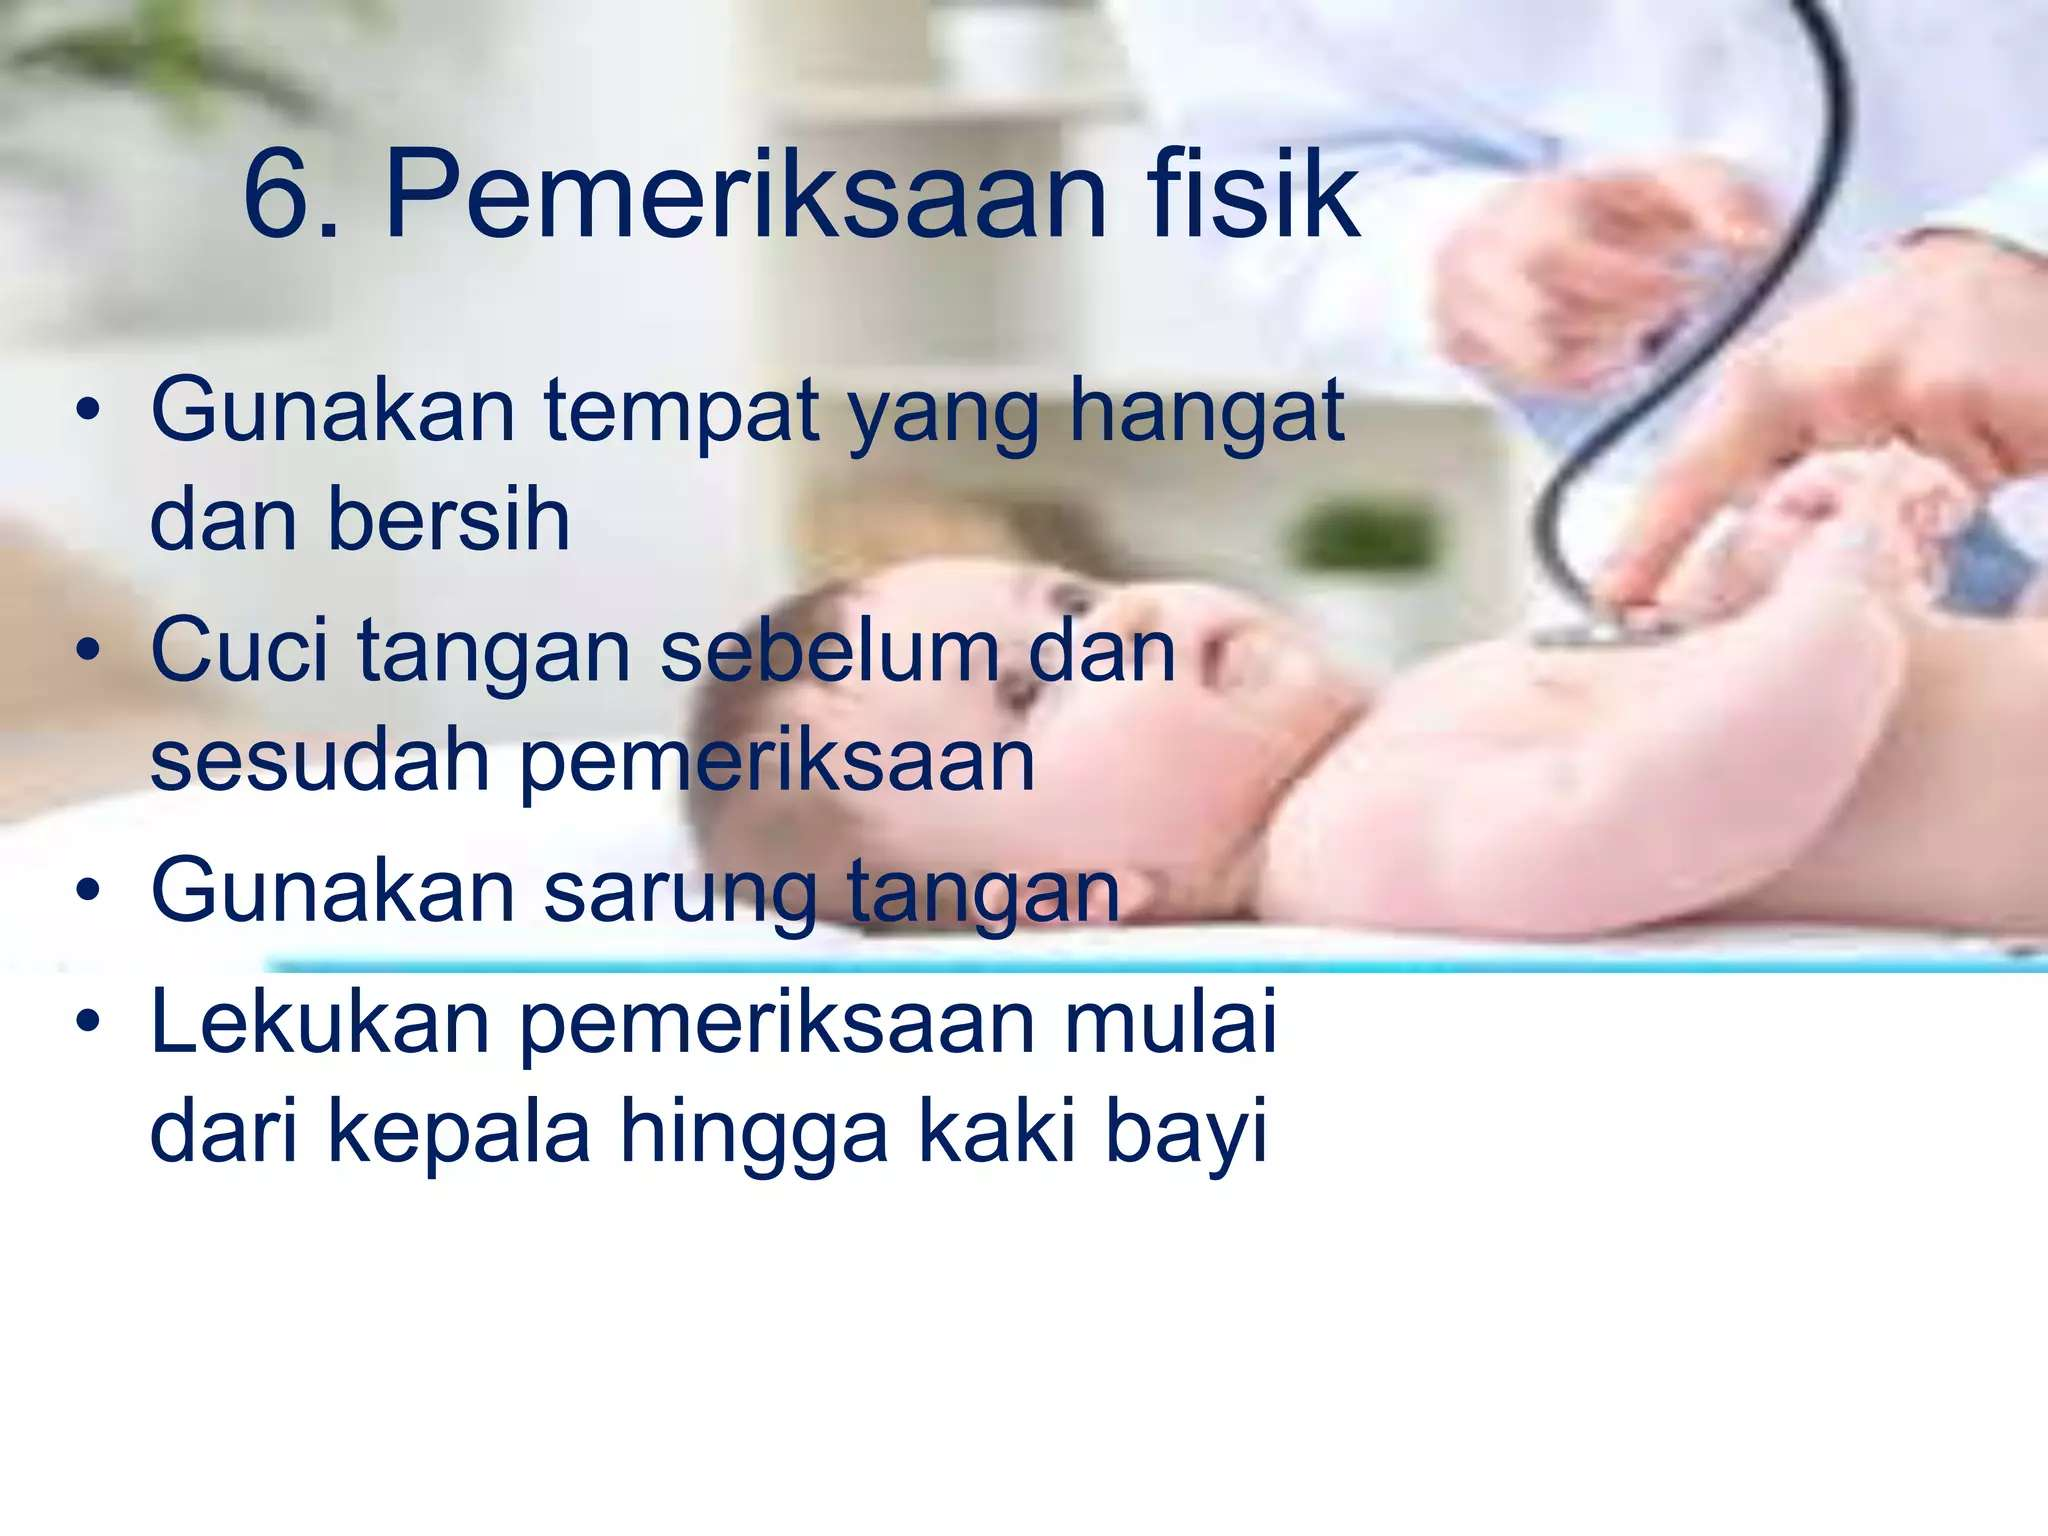 6. Pemeriksaan fisik
• Gunakan tempat yang hangat
dan bersih
• Cuci tangan sebelum dan
sesudah pemeriksaan
• Gunakan sarung tangan
• Lekukan pemeriksaan mulai
dari kepala hingga kaki bayi